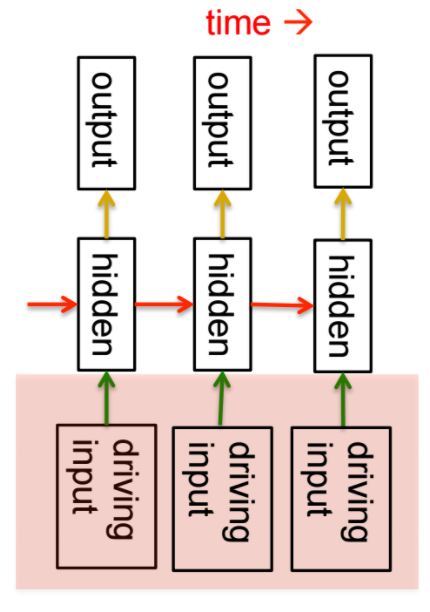 time →
output
output
output
hidden
hidden
hidden
driving
input
driving
input
driving
input